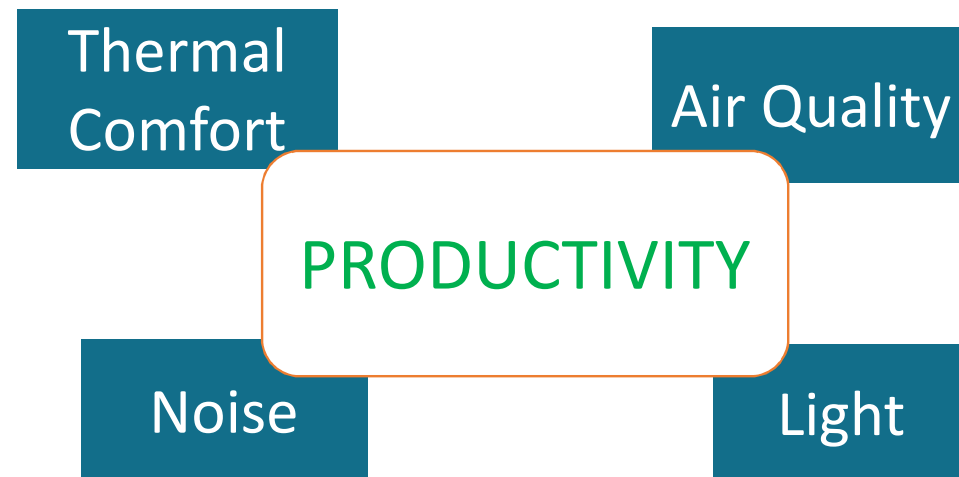 Thermal
Comfort
Air Quality
PRODUCTIVITY
Noise
Light